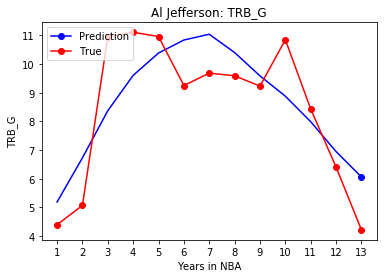 Al Jefferson: TRB_G
Prediction
True
TRB_G
11
10
9
8
7
6
5
4
1 2 3 4 5 6 7 8 9 10 11 12 13
Years in NBA